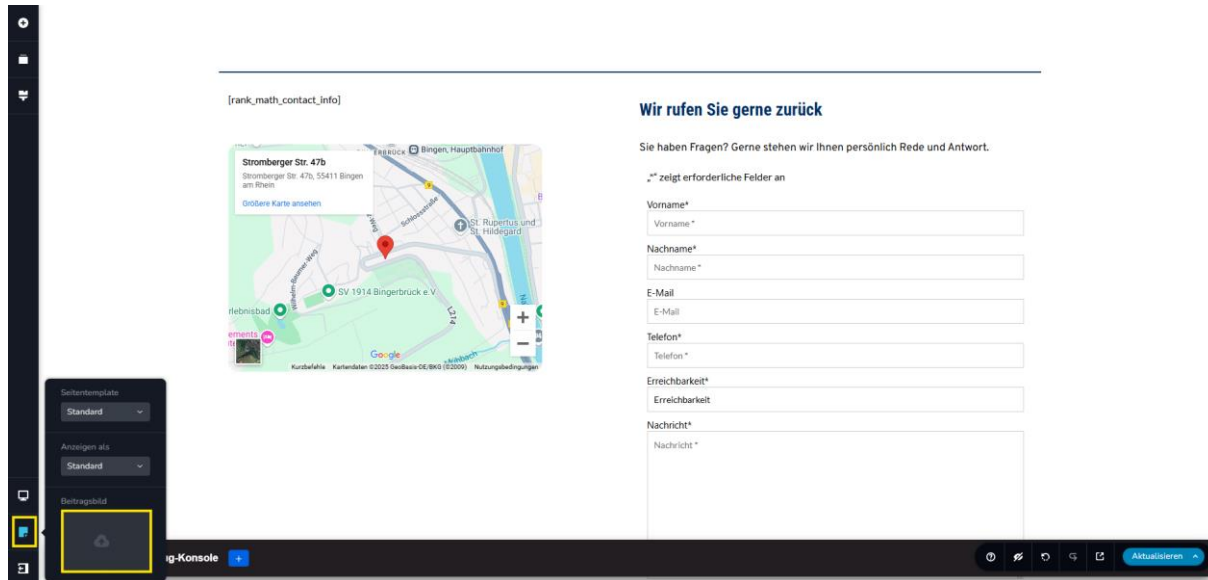 [rank_math_contact_info]
Bingen, Hauptbahnhof
Stromberger Str. 47b
Stromberger Str. 47b, 55411 Bingen
am Rhein
Größere Karte ansehen
Schlossstraße
St. Rupertus und
St. Hildegard
SV 1914 Bingerbrück e.V.
L214
Google
Kurzbefehle Kartendaten ©2025 GeoBasis-DE/BKG (©2009) Nutzungsbedingungen
Wir rufen Sie gerne zurück
Sie haben Fragen? Gerne stehen wir Ihnen persönlich Rede und Antwort.
„*“ zeigt erforderliche Felder an
Vorname*
Vorname *
Nachname*
Nachname *
E-Mail
E-Mail
Telefon*
Telefon *
Erreichbarkeit*
Erreichbarkeit
Nachricht*
Nachricht *
Seitentemplate
Standard
Anzeigen als
Standard
Beitragsbild
ug-Konsole
+
Aktualisieren